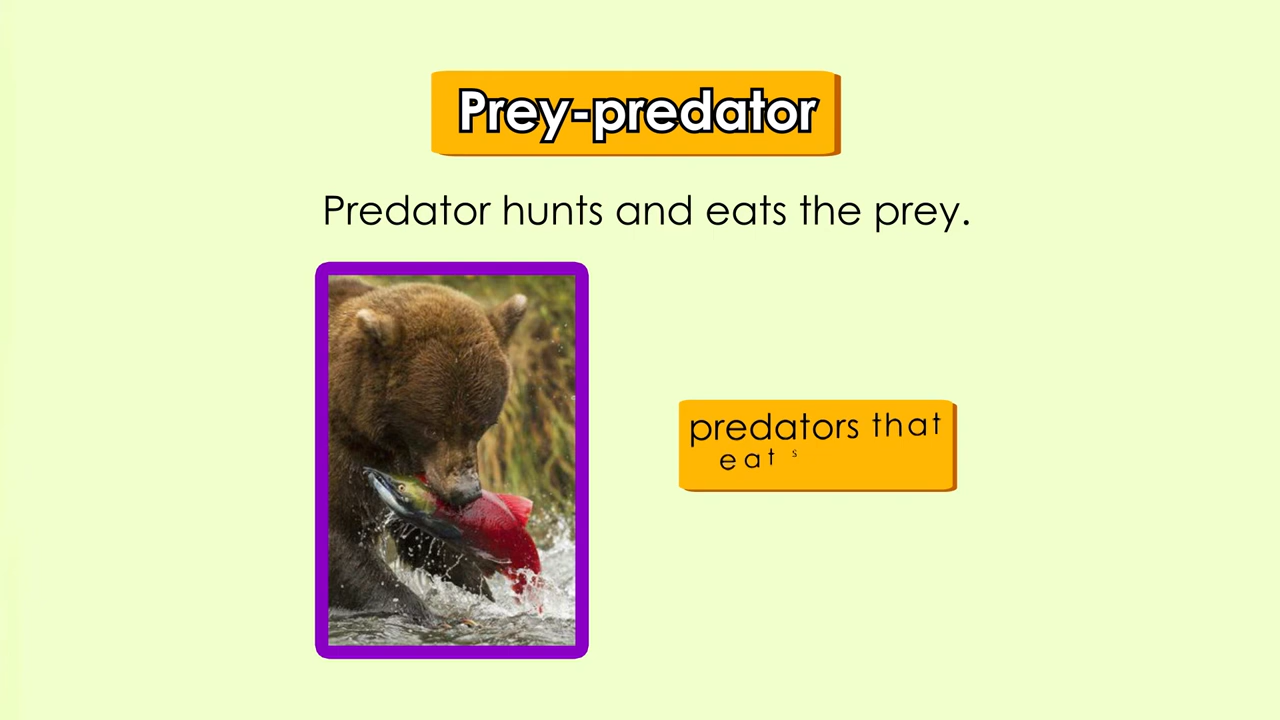 Prey-predator
Predator hunts and eats the prey.
predators that
eat s